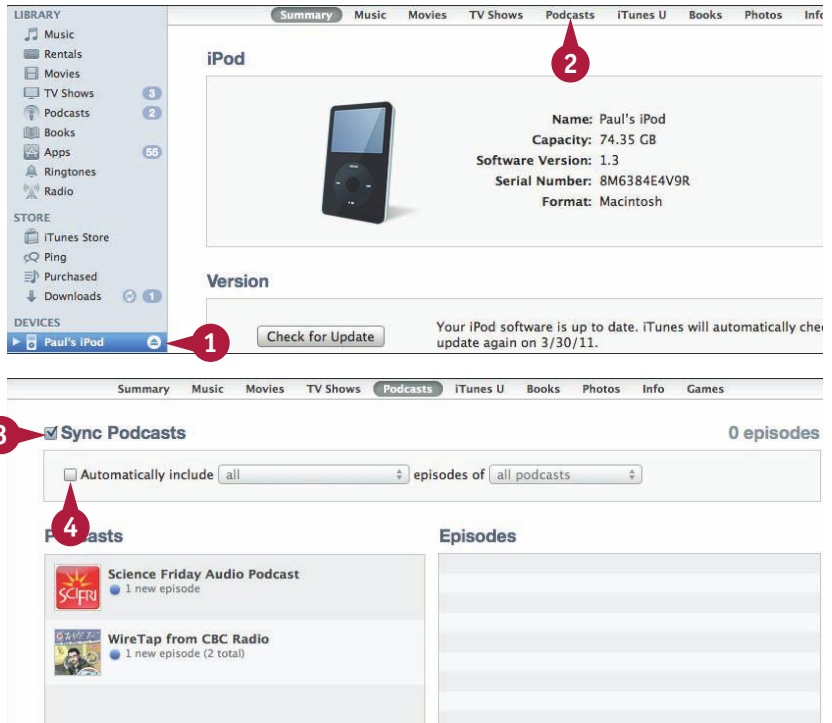 LIBRARY
Music
Rentals
Movies
TV Shows 3
Podcasts 2
Books
Apps 55
Ringtones
Radio
STORE
iTunes Store
Ping
Purchased
Downloads 1
DEVICES
Paul's iPod
1
Summary Music Movies TV Shows Podcasts iTunes U Books Photos Info
2
iPod
Name: Paul's iPod
Capacity: 74.35 GB
Software Version: 1.3
Serial Number: 8M6384E4V9R
Format: Macintosh
Version
Check for Update
Your iPod software is up to date. iTunes will automatically chec
update again on 3/30/11.
Summary Music Movies TV Shows Podcasts iTunes U Books Photos Info Games
3 Sync Podcasts 0 episodes
Automatically include all episodes of all podcasts
4
Podcasts
SCIFRI
Science Friday Audio Podcast
1 new episode
WireTap from CBC Radio
1 new episode (2 total)
Episodes